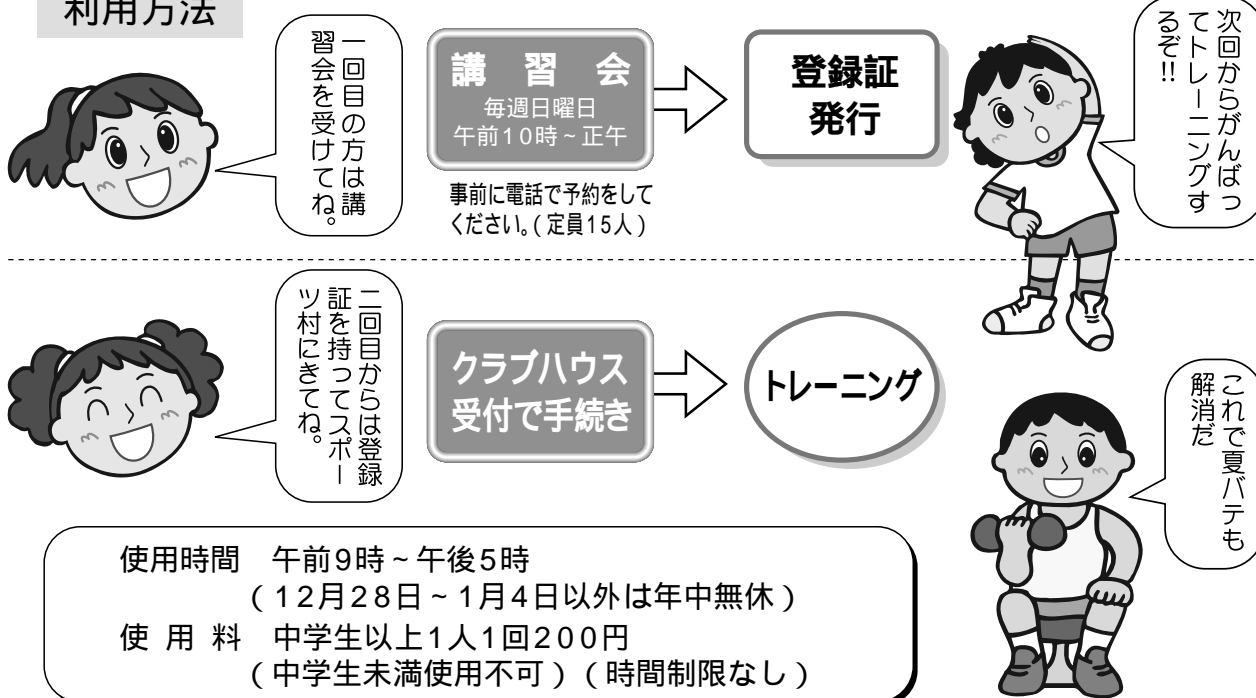 利用方法
一回目の方は講
習会を受けてね。
講習会
毎週日曜日
午前10時～正午
事前に電話で予約をして
ください。(定員15人)
登録証
発行
次回からがんばっ
てトレーニングす
るぞ!!
二回目からは登録
証を持ってスポー
ツ村にきてね。
クラブハウス
受付で手続き
トレーニング
これで夏バテも
解消だ
使用時間 午前9時～午後5時
(12月28日～1月4日以外は年中無休)
使用料 中学生以上1人1回200円
(中学生未満使用不可)(時間制限なし)